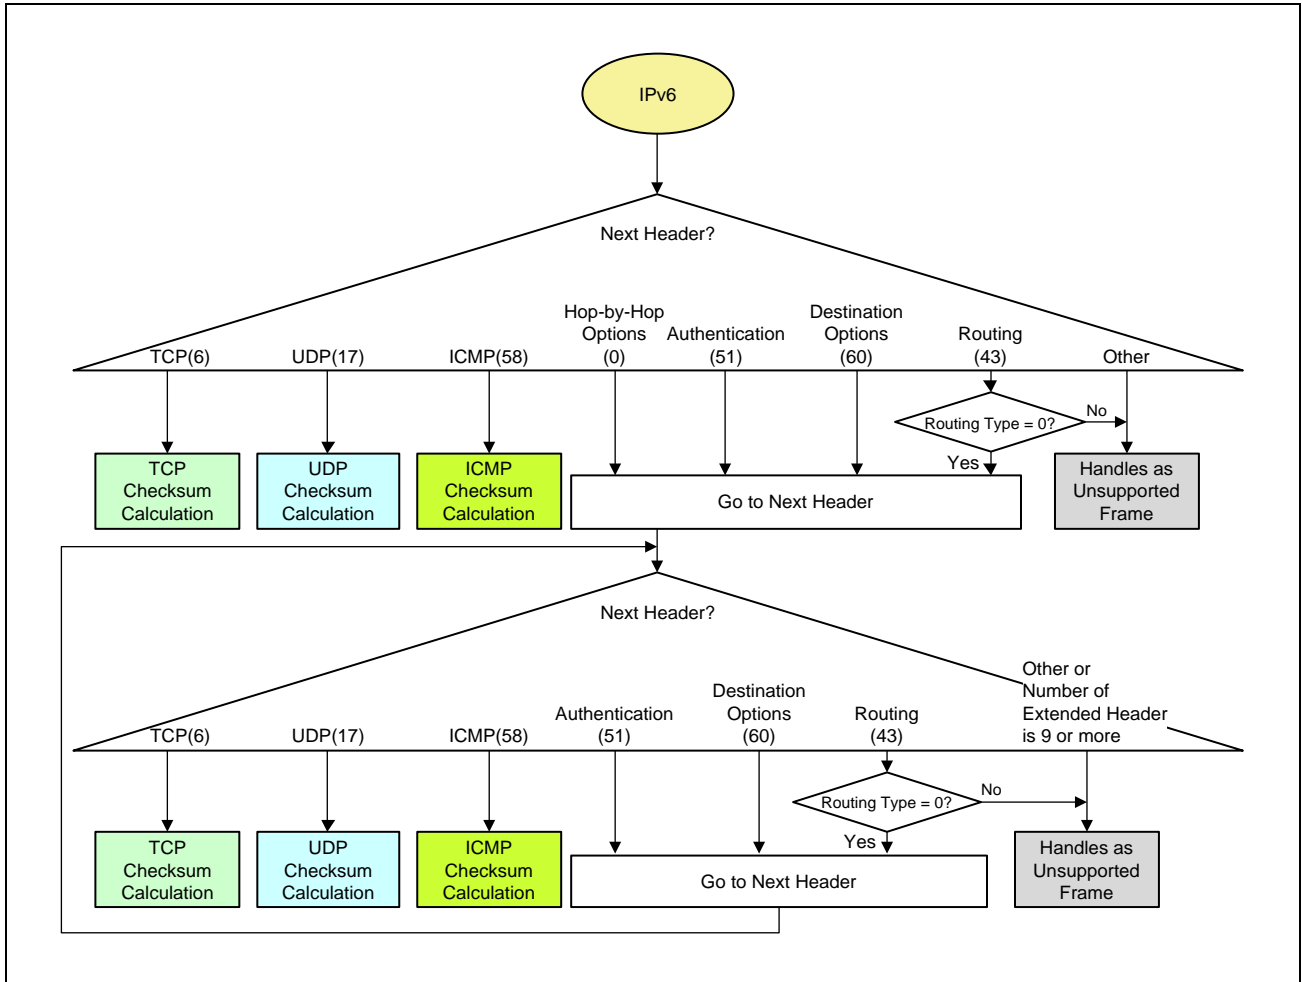 IPv6
Next Header?
TCP(6)
UDP(17)
ICMP(58)
Hop-by-Hop
Options
(0)
Authentication
(51)
Destination
Options
(60)
Routing
(43)
Other
Routing Type = 0?
No
Yes
TCP
Checksum
Calculation
UDP
Checksum
Calculation
ICMP
Checksum
Calculation
Go to Next Header
Handles as
Unsupported
Frame
Next Header?
TCP(6)
UDP(17)
ICMP(58)
Authentication
(51)
Destination
Options
(60)
Routing
(43)
Other or
Number of
Extended Header
is 9 or more
Routing Type = 0?
No
Yes
TCP
Checksum
Calculation
UDP
Checksum
Calculation
ICMP
Checksum
Calculation
Go to Next Header
Handles as
Unsupported
Frame